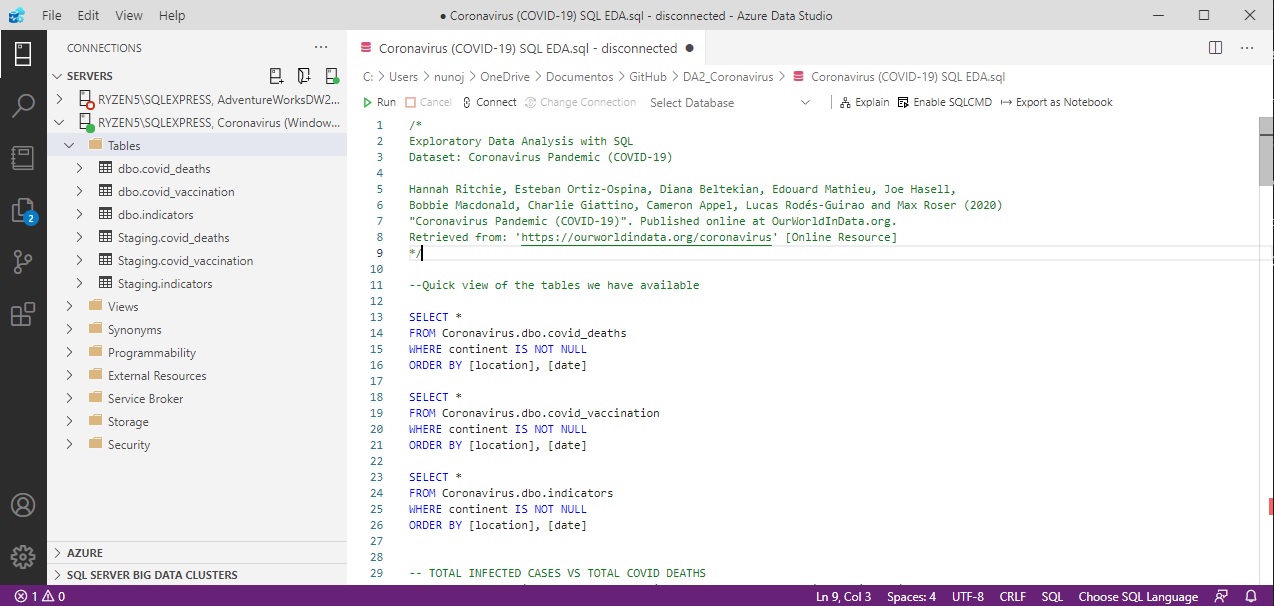 File Edit View Help
● Coronavirus (COVID-19) SQL EDA.sql - disconnected - Azure Data Studio
CONNECTIONS
SERVERS
RYZEN5\SQLEXPRESS, AdventureWorksDW2...
RYZEN5\SQLEXPRESS, Coronavirus (Window...
Tables
dbo.covid_deaths
dbo.covid_vaccination
dbo.indicators
Staging.covid_deaths
Staging.covid_vaccination
Staging.indicators
Views
Synonyms
Programmability
External Resources
Service Broker
Storage
Security
AZURE
SQL SERVER BIG DATA CLUSTERS
2
Coronavirus (COVID-19) SQL EDA.sql - disconnected ●
C: > Users > nunoj > OneDrive > Documentos > GitHub > DA2_Coronavirus > Coronavirus (COVID-19) SQL EDA.sql
Run Cancel Connect Change Connection Select Database Explain Enable SQLCMD Export as Notebook
1 /*
2 Exploratory Data Analysis with SQL
3 Dataset: Coronavirus Pandemic (COVID-19)
4
5 Hannah Ritchie, Esteban Ortiz-Ospina, Diana Beltekian, Edouard Mathieu, Joe Hasell,
6 Bobbie Macdonald, Charlie Giattino, Cameron Appel, Lucas Rodés-Guirao and Max Roser (2020)
7 "Coronavirus Pandemic (COVID-19)". Published online at OurWorldInData.org.
8 Retrieved from: 'https://ourworldindata.org/coronavirus' [Online Resource]
9 */
10
11 --Quick view of the tables we have available
12
13 SELECT *
14 FROM Coronavirus.dbo.covid_deaths
15 WHERE continent IS NOT NULL
16 ORDER BY [location], [date]
17
18 SELECT *
19 FROM Coronavirus.dbo.covid_vaccination
20 WHERE continent IS NOT NULL
21 ORDER BY [location], [date]
22
23 SELECT *
24 FROM Coronavirus.dbo.indicators
25 WHERE continent IS NOT NULL
26 ORDER BY [location], [date]
27
28
29 -- TOTAL INFECTED CASES VS TOTAL COVID DEATHS
1 0
Ln 9, Col 3 Spaces: 4 UTF-8 CRLF SQL Choose SQL Language